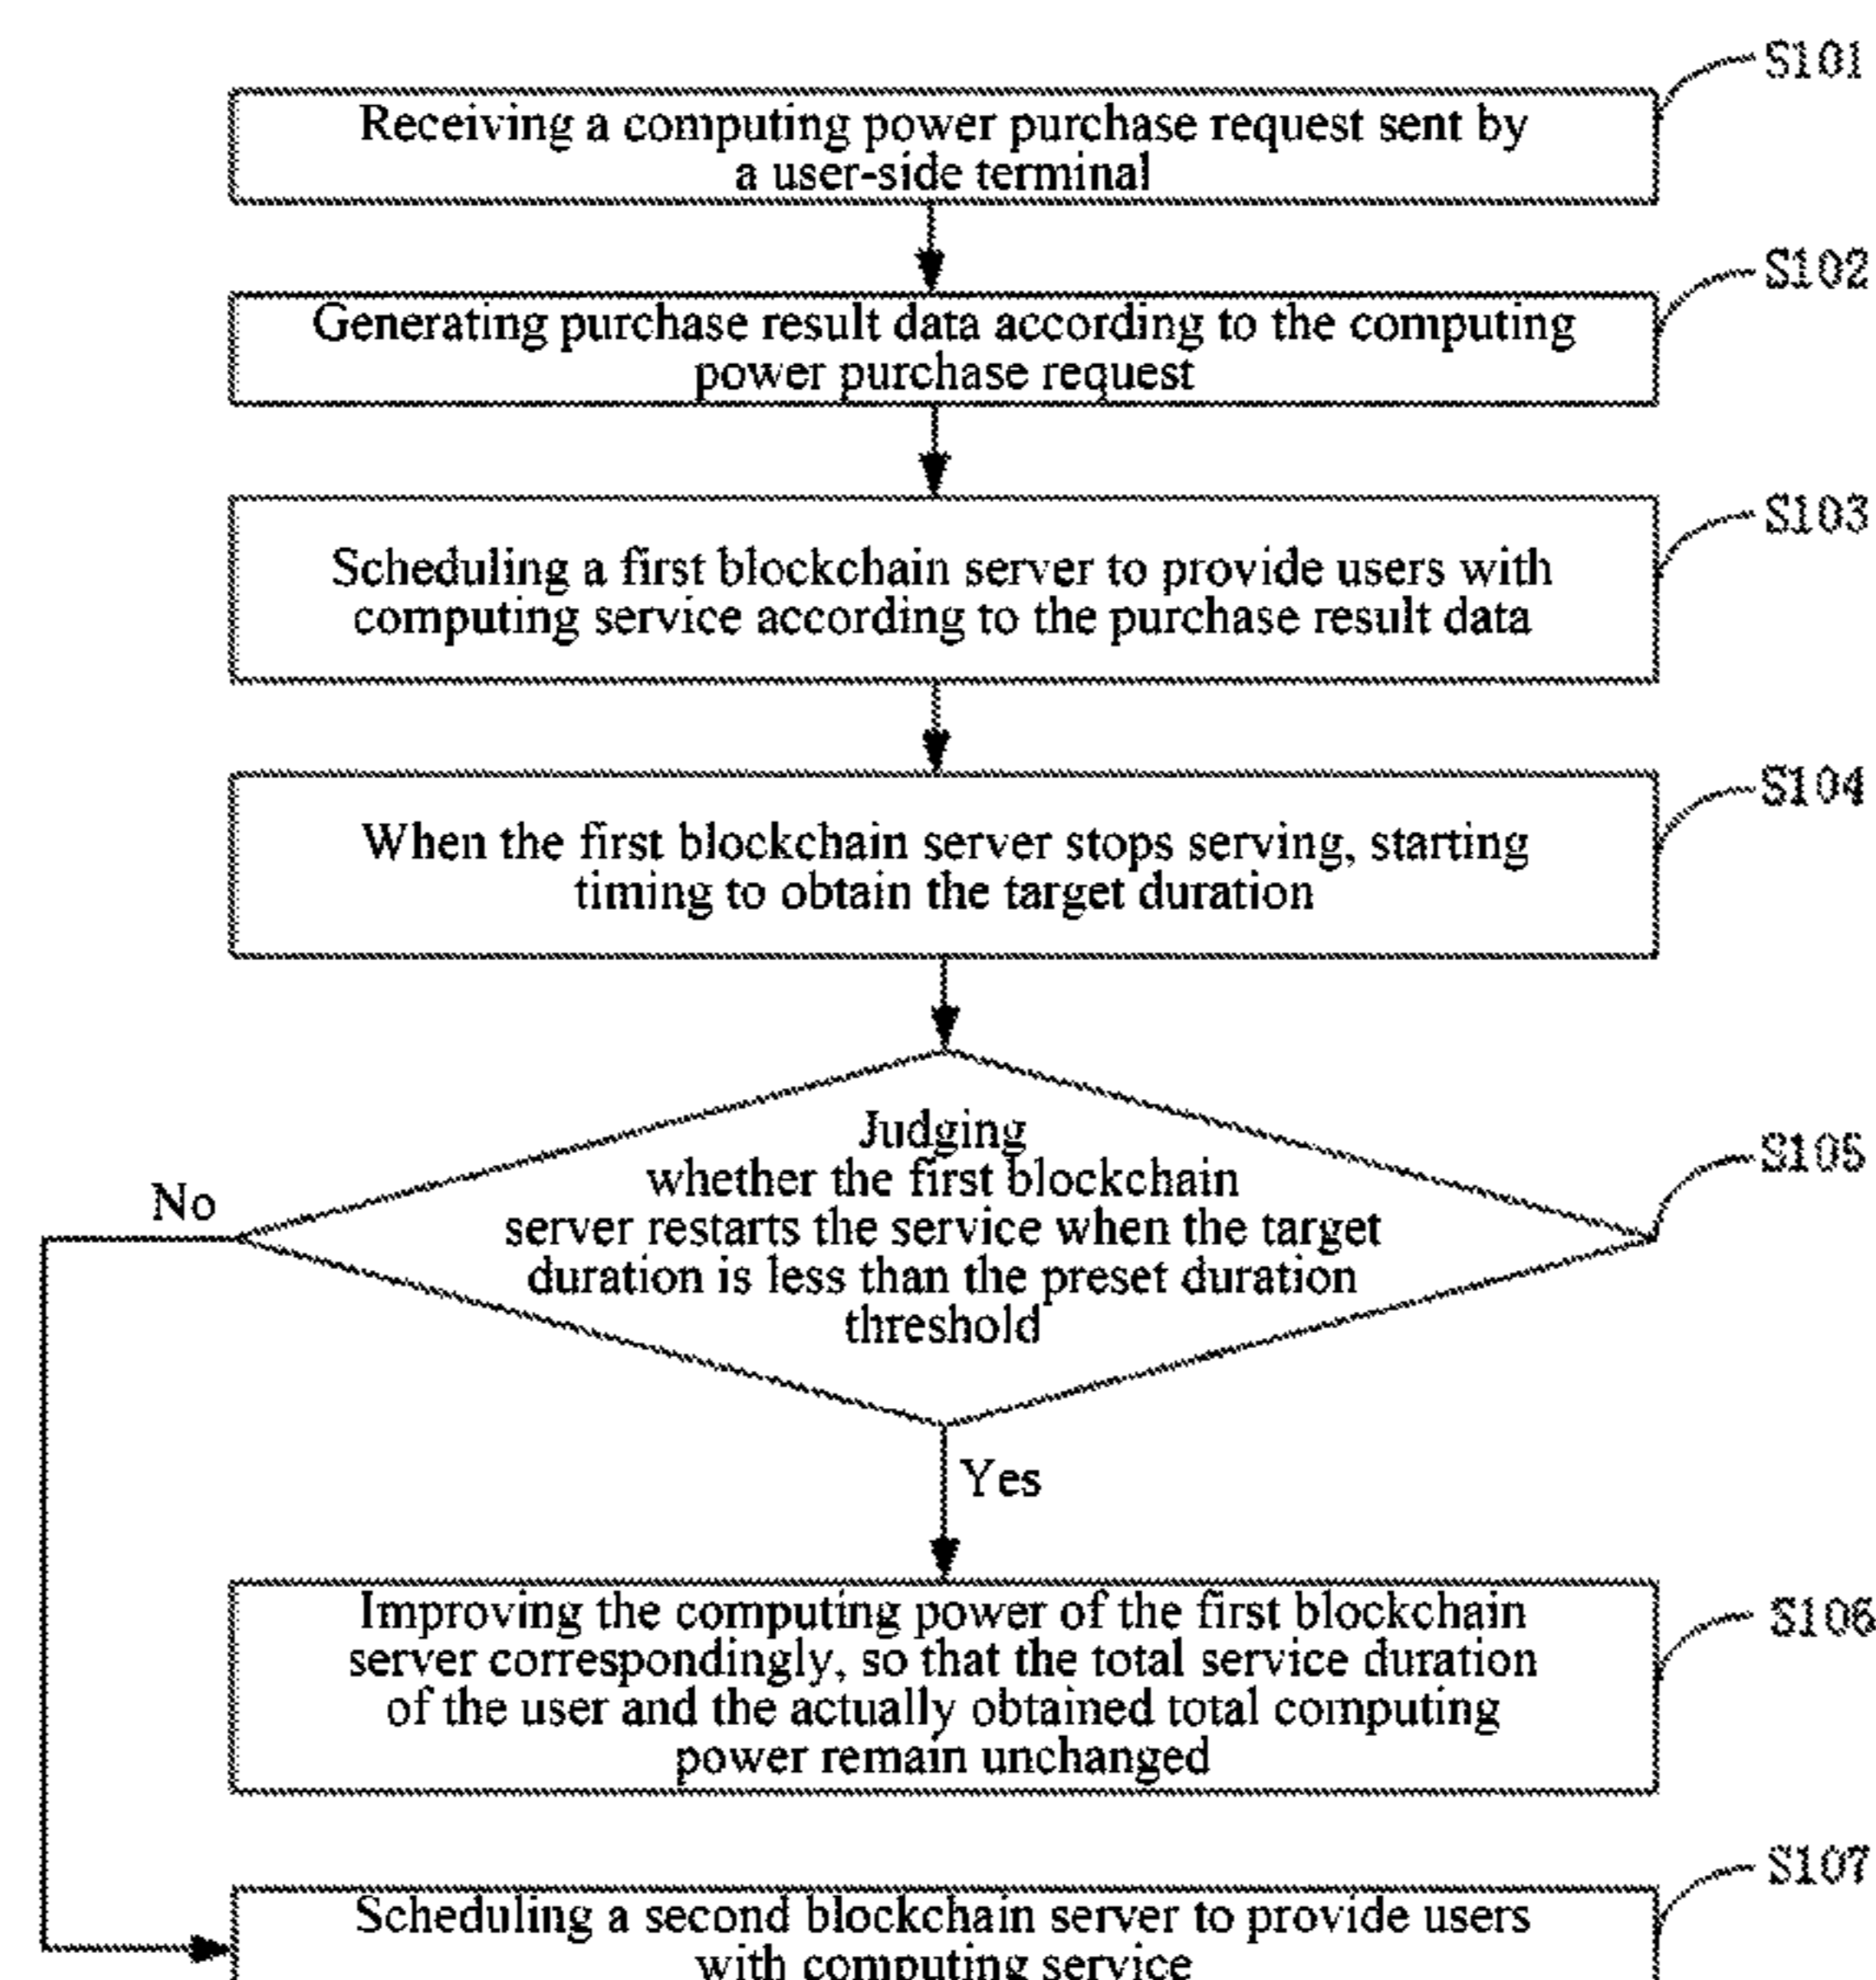 S101
Receiving a computing power purchase request sent by
a user-side terminal
S102
Generating purchase result data according to the computing
power purchase request
S103
Scheduling a first blockchain server to provide users with
computing service according to the purchase result data
S104
When the first blockchain server stops serving, starting
timing to obtain the target duration
S105
Judging
whether the first blockchain
server restarts the service when the target
duration is less than the preset duration
threshold
No
Yes
S106
Improving the computing power of the first blockchain
server correspondingly, so that the total service duration
of the user and the actually obtained total computing
power remain unchanged
S107
Scheduling a second blockchain server to provide users
with computing service